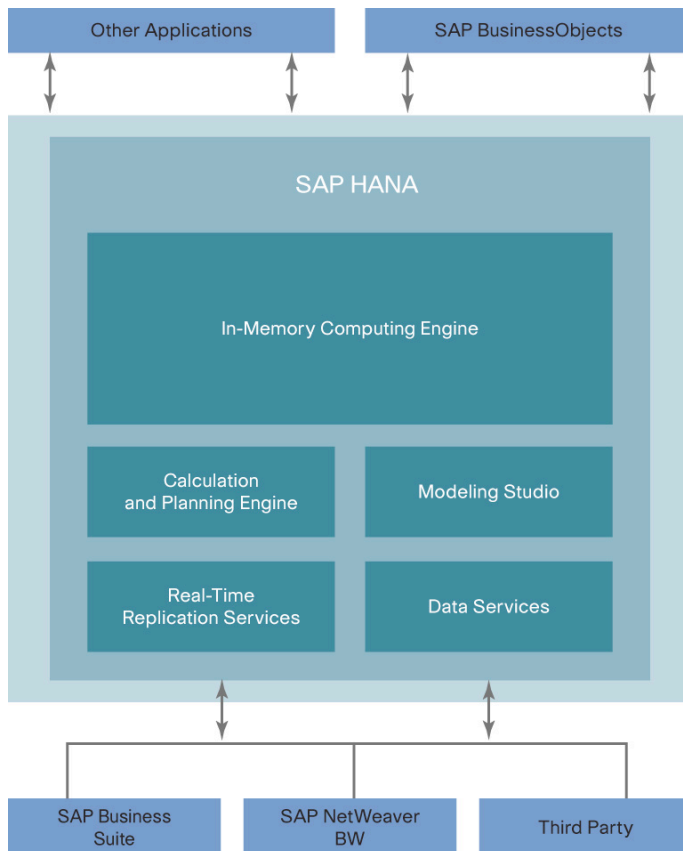 Other Applications
SAP BusinessObjects
SAP HANA
In-Memory Computing Engine
Calculation
and Planning Engine
Modeling Studio
Real-Time
Replication Services
Data Services
SAP Business
Suite
SAP NetWeaver
BW
Third Party